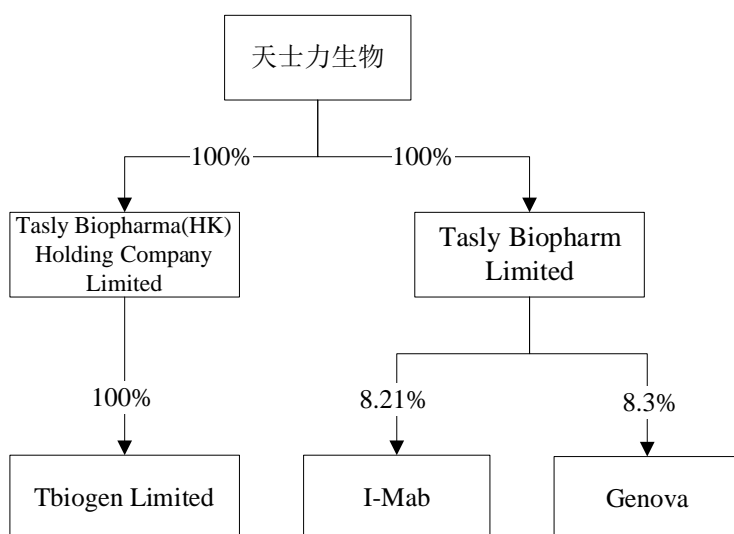 天士力生物
100%
100%
Tasly Biopharma(HK)
Holding Company
Limited
Tasly Biopharm
Limited
100%
8.21%
8.3%
Tbiogen Limited
I-Mab
Genova